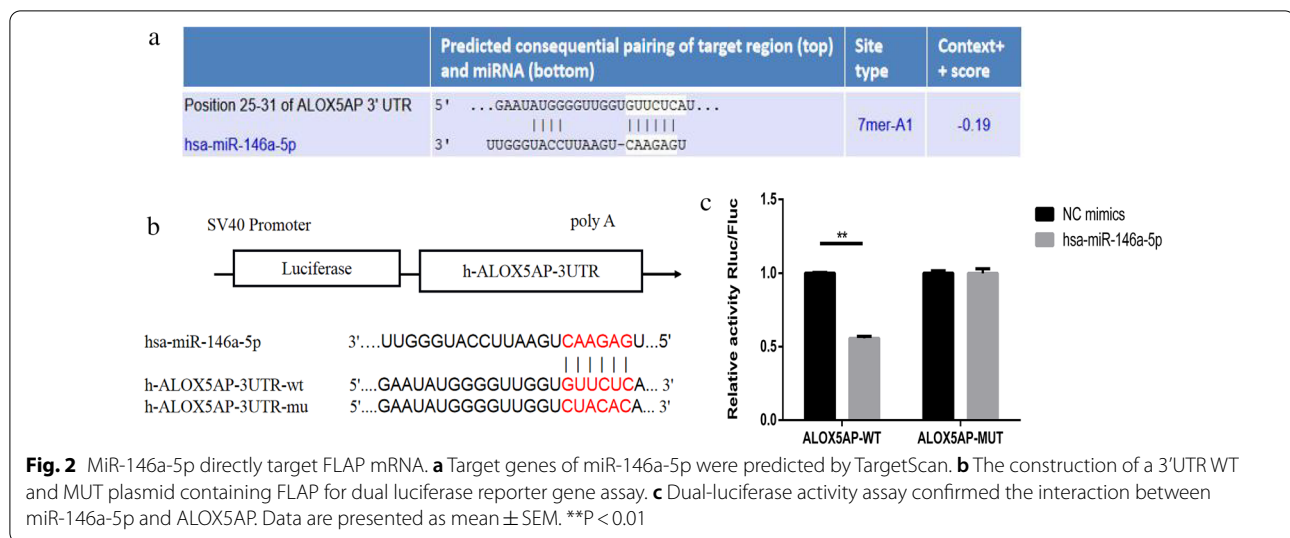 a
Predicted consequential pairing of target region (top)
and miRNA (bottom)
Site
type
Context+
+ score
Position 25-31 of ALOX5AP 3' UTR 5' ...GAAUAUGGGGUUGGUGUUCUCAU...
hsa-miR-146a-5p 3' UUGGGUACCUUAAGU-CAAGAGU
7mer-A1
-0.19
b
SV40 Promoter poly A
Luciferase h-ALOX5AP-3UTR
hsa-miR-146a-5p 3'....UUGGGUACCUUAAGUCAAGAGU...5'
h-ALOX5AP-3UTR-wt 5'....GAAUAUGGGGUUGGUGUUCUCA... 3'
h-ALOX5AP-3UTR-mu 5'....GAAUAUGGGGUUGGUCUACACA... 3'
c
Relative activity Rluc/Fluc
1.5
1.0
0.5
0.0
**
ALOX5AP-WT ALOX5AP-MUT
NC mimics
hsa-miR-146a-5p
Fig. 2 MiR-146a-5p directly target FLAP mRNA. a Target genes of miR-146a-5p were predicted by TargetScan. b The construction of a 3'UTR WT
and MUT plasmid containing FLAP for dual luciferase reporter gene assay. c Dual-luciferase activity assay confirmed the interaction between
miR-146a-5p and ALOX5AP. Data are presented as mean ± SEM. **P < 0.01